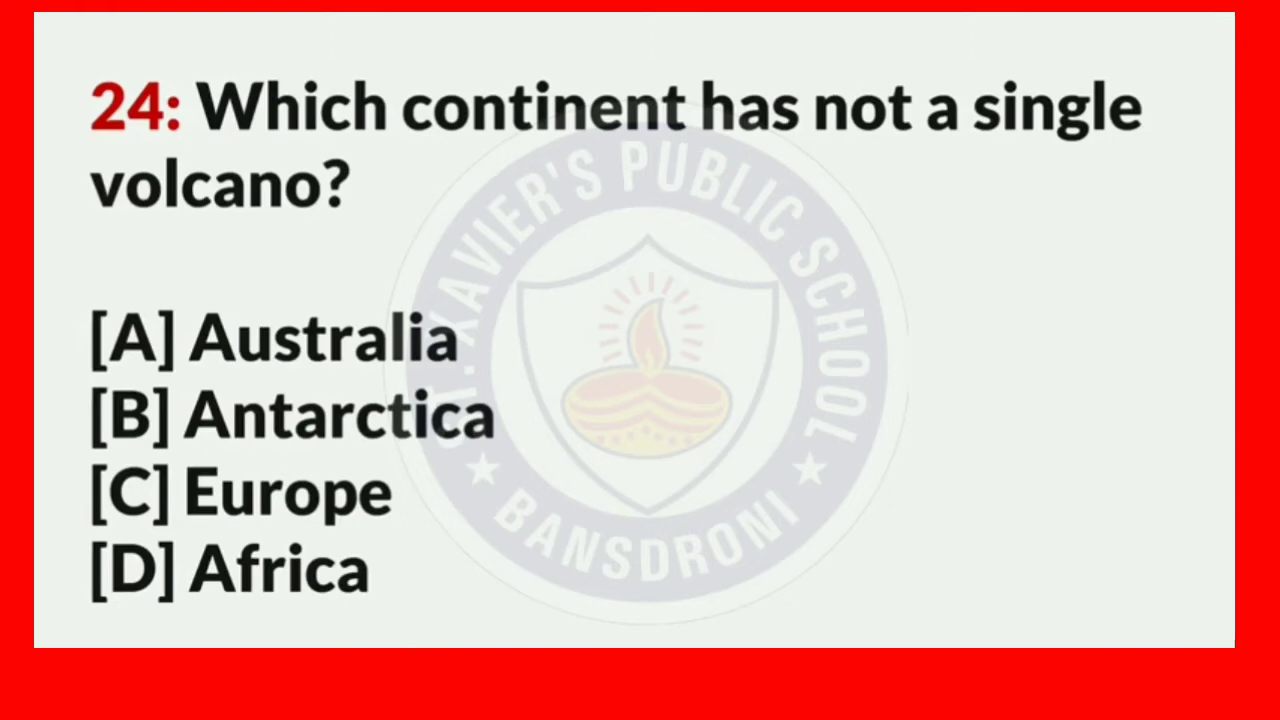 24: Which continent has not a single
volcano?
[A] Australia
[B] Antarctica
[C] Europe
[D] Africa
ST. XAVIER'S PUBLIC SCHOOL
BANSDRONI